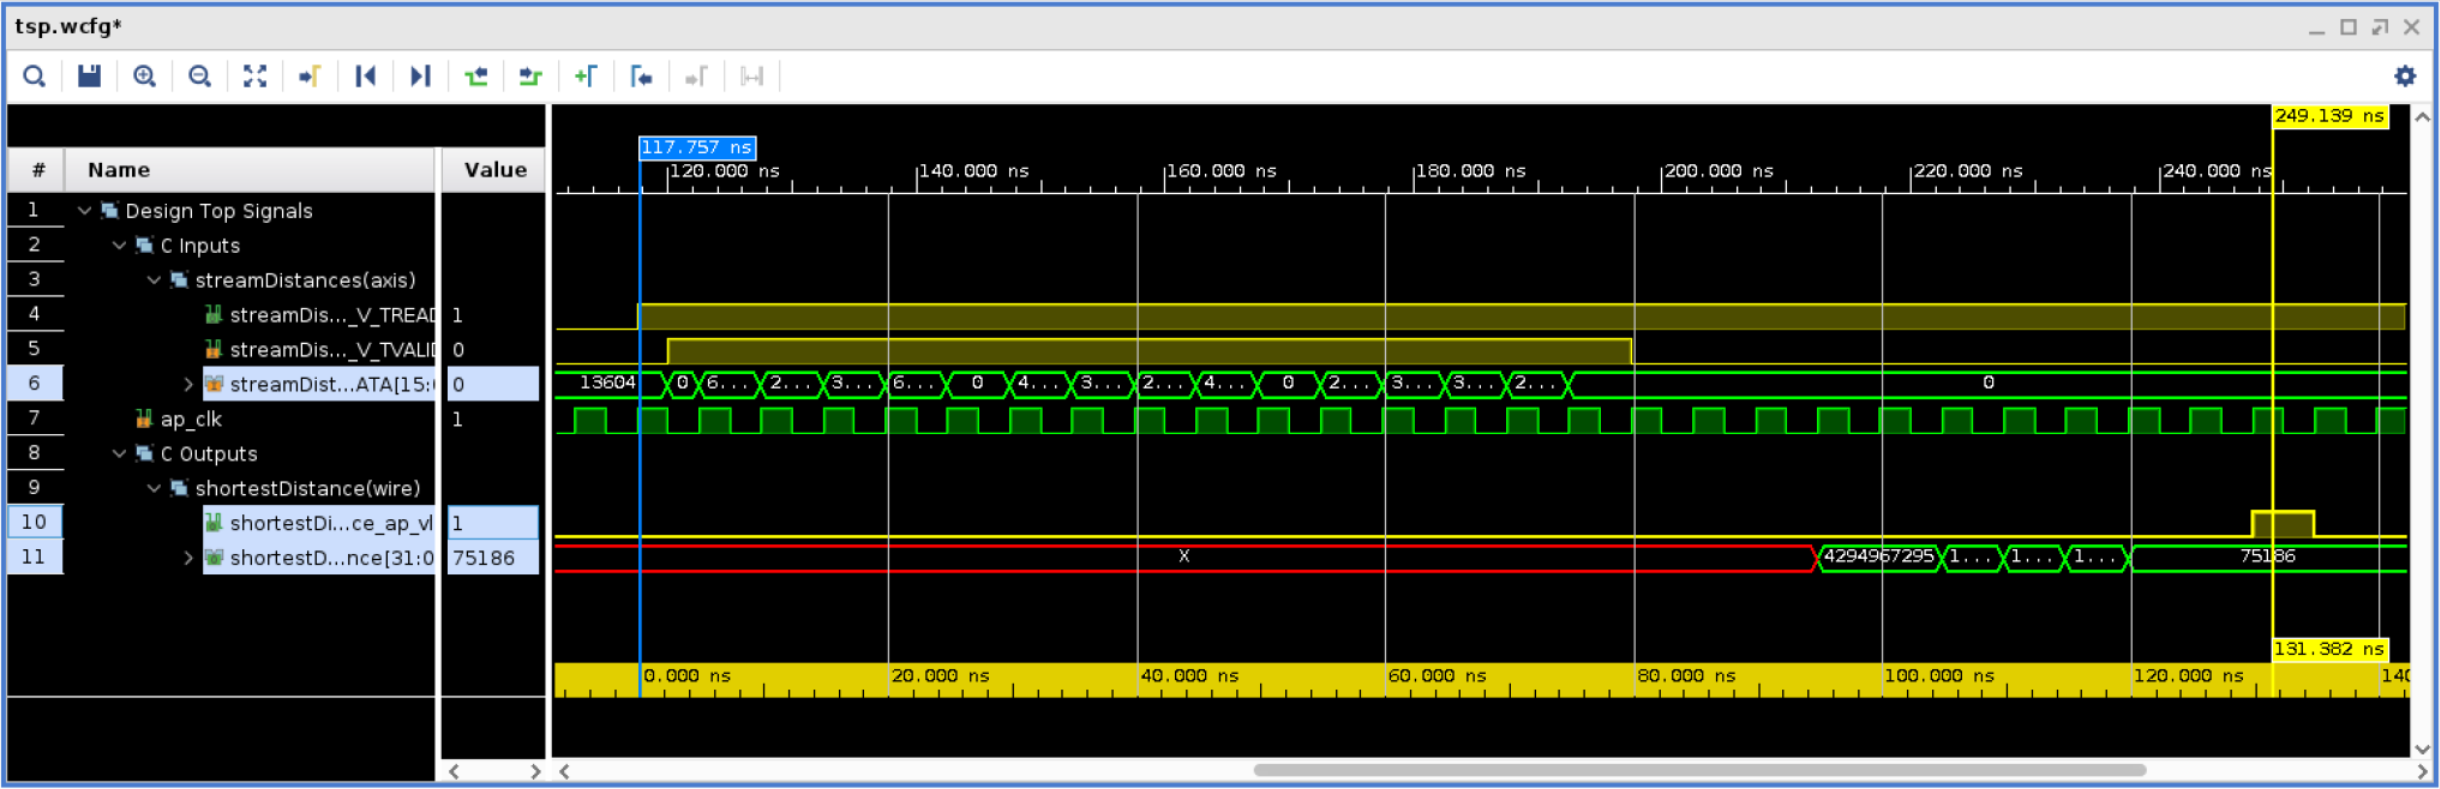 tsp.wcfg*
249.139 ns
117.757 ns
120.000 ns 140.000 ns 160.000 ns 180.000 ns 200.000 ns 220.000 ns 240.000 ns
# Name Value
1 Design Top Signals
2 C Inputs
3 streamDistances(axis)
4 streamDis..._V_TREAD 1
5 streamDis..._V_TVALID 0
6 streamDist...ATA[15:0 0 13604 0 6... 2... 3... 6... 0 4... 3... 2... 4... 0 2... 3... 3... 2... 0
7 ap_clk 1
8 C Outputs
9 shortestDistance(wire)
10 shortestDi...ce_ap_vl 1
11 shortestD...nce[31:0 75186 X 4294967295 1... 1... 1... 75186
131.382 ns
0.000 ns 20.000 ns 40.000 ns 60.000 ns 80.000 ns 100.000 ns 120.000 ns 140